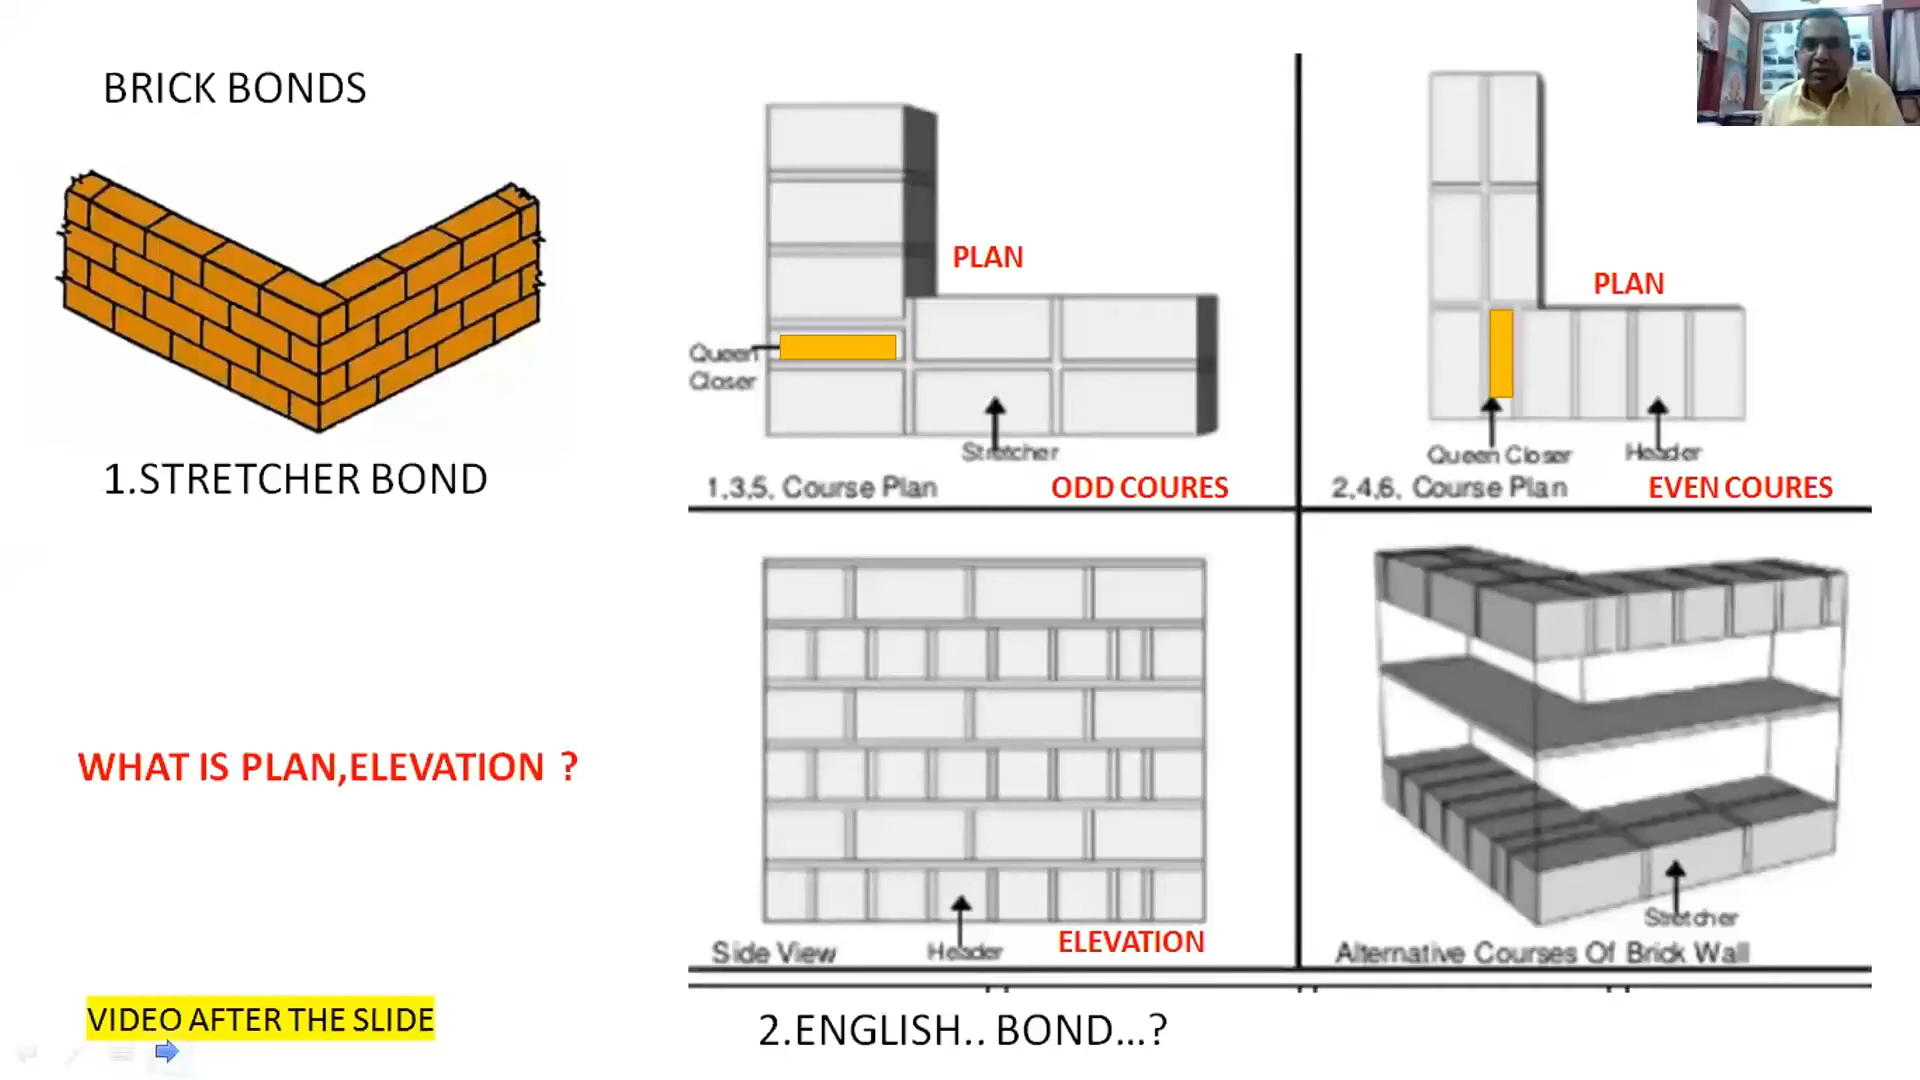 BRICK BONDS
1.STRETCHER BOND
WHAT IS PLAN,ELEVATION ?
VIDEO AFTER THE SLIDE
PLAN
Queen
Closer
Stretcher
1,3,5, Course Plan
ODD COURES
PLAN
Queen Closer
Header
2,4,6, Course Plan
EVEN COURES
Side View
Header
ELEVATION
Stretcher
Alternative Courses Of Brick Wall
2.ENGLISH.. BOND...?